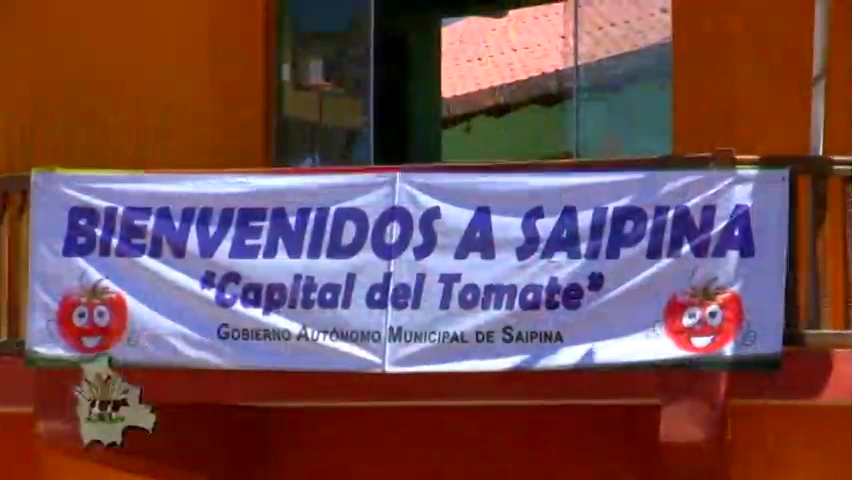 BIENVENIDOS A SAIPINA
"Capital del Tomate"
GOBIERNO AUTÓNOMO MUNICIPAL DE SAIPINA